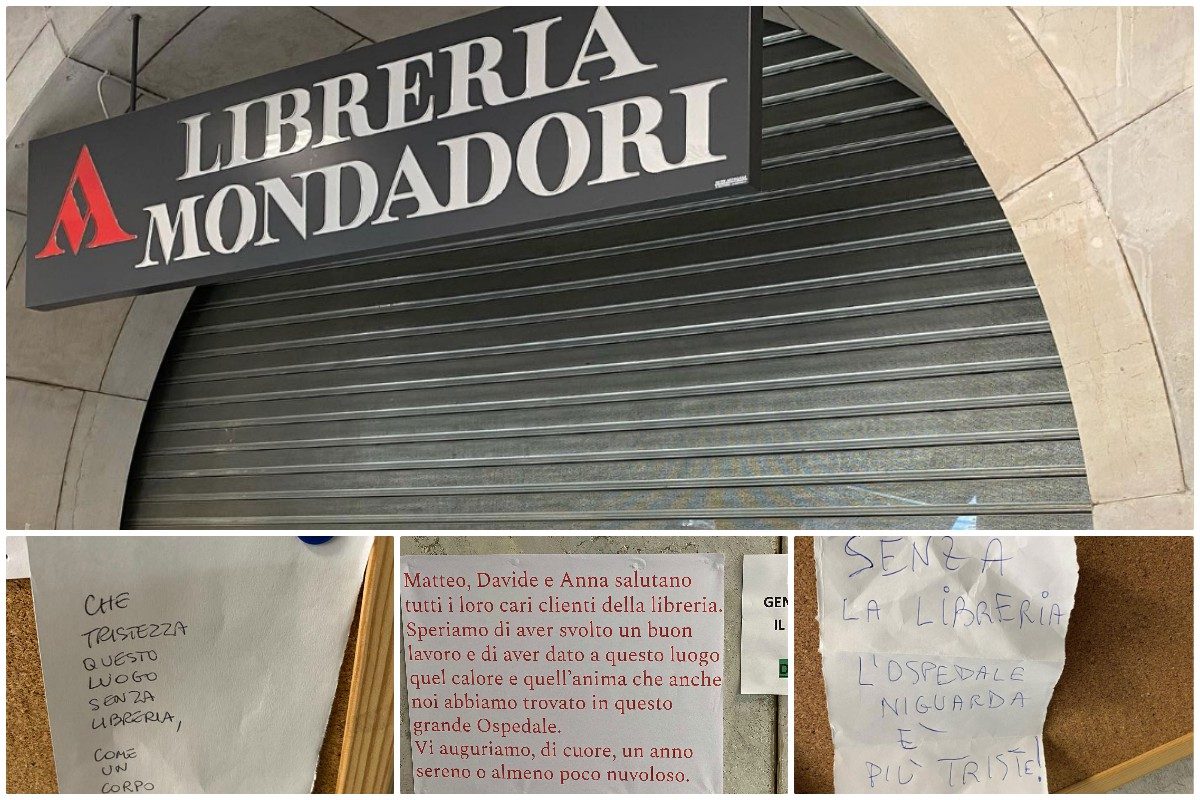 LIBRERIA
MONDADORI
CHE
TRISTEZZA
QUESTO
LUOGO
SENZA
LIBRERIA,
COME
UN
CORPO
Matteo, Davide e Anna salutano
tutti i loro cari clienti della libreria.
Speriamo di aver svolto un buon
lavoro e di aver dato a questo luogo
quel calore e quell'anima che anche
noi abbiamo trovato in questo
grande Ospedale.
Vi auguriamo, di cuore, un anno
sereno o almeno poco nuvoloso.
GEN
IL
D
SENZA
LA LIBRERIA
L'OSPEDALE
NIGUARDA
È
PIÙ TRISTE!